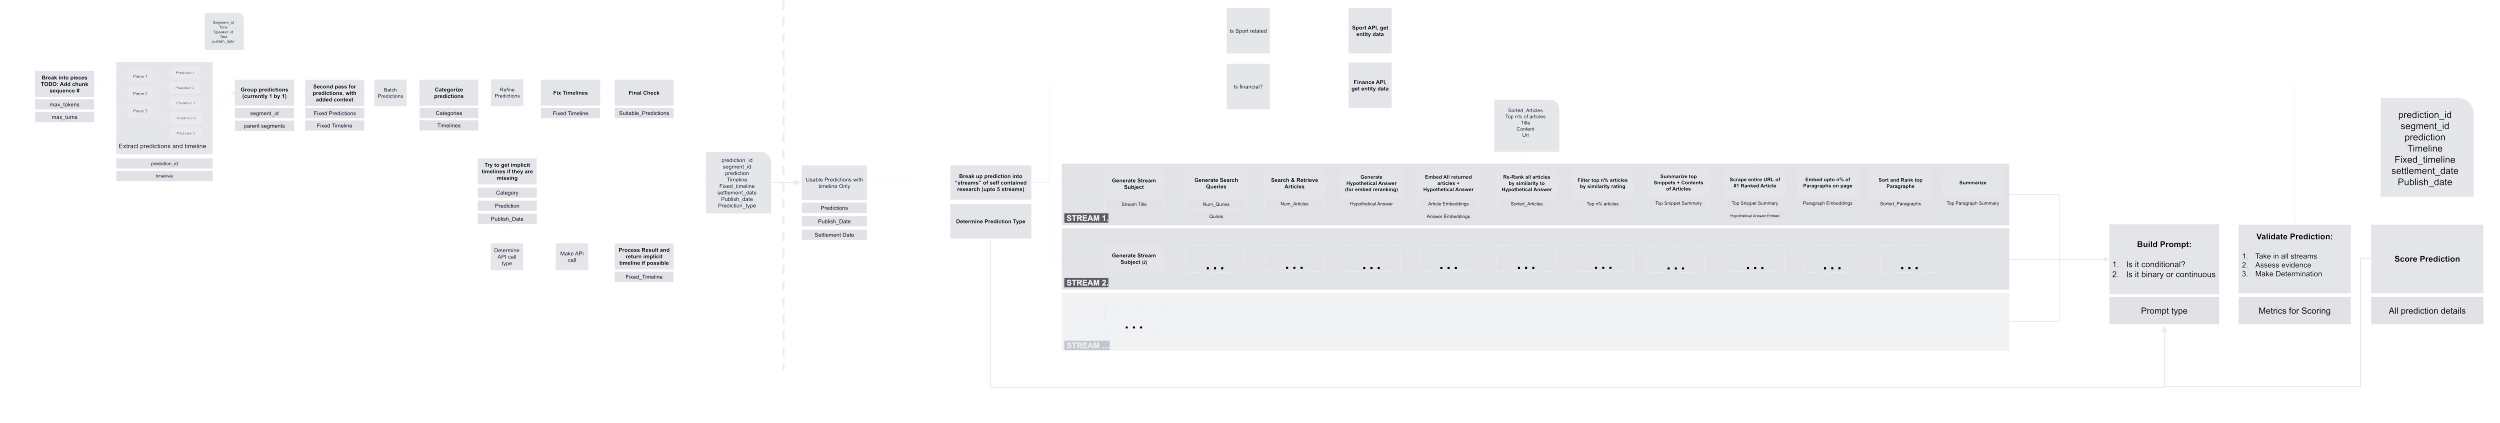 Segment_id
Time
Speaker_id
Text
publish_date
Break into pieces
TODO: Add chunk
sequence #
max_tokens
max_turns
Piece 1
Piece 2
Piece 3
Prediction 1
Extract predictions and timeline
prediction_id
timelines
Group predictions
(currently 1 by 1)
segment_id
parent segments
Second pass for
predictions, with
added context
Fixed Predictions
Fixed Timeline
Batch
Predictions
Categorize
predictions
Categories
Timelines
Refine
Predictions
Fix Timelines
Fixed Timeline
Final Check
Suitable_Predictions
Try to get implicit
timelines if they are
missing
Category
Prediction
Publish_Date
Determine
API call
type
Make API
call
Process Result and
return implicit
timeline if possible
Fixed_Timeline
prediction_id
segment_id
prediction
Timeline
Fixed_timeline
settlement_date
Publish_date
Prediction_type
Usable Predictions with
timeline Only
Predictions
Publish_Date
Settlement Date
Break up prediction into
"streams" of self contained
research (upto 5 streams)
Determine Prediction Type
Is Sport related
Is financial?
Sport API, get
entity data
Finance API,
get entity data
Sorted_Articles
Top n% of articles
Title
Content
Url
Generate Stream
Subject
Stream Title
STREAM 1.
Generate Search
Queries
Num_Quries
Quries
Search & Retrieve
Articles
Num_Articles
Generate
Hypothetical Answer
(for embed reranking)
Hypothetical Answer
Embed All returned
articles +
Hypothetical Answer
Article Embeddings
Answer Embeddings
Re-Rank all articles
by similarity to
Hypothetical Answer
Sorted_Articles
Filter top n% articles
by similarity rating
Top n% articles
Summarize top
Snippets + Contents
of Articles
Top Snippet Summary
Scrape entire URL of
#1 Ranked Article
Top Snippet Summary
Hypothetical Answer Embed
Embed upto n% of
Paragraphs on page
Paragraph Embeddings
Sort and Rank top
Paragrapha
Sorted_Paragraphs
Summarize
Top Paragraph Summary
Generate Stream
Subject (2)
STREAM 2.
...
...
...
...
...
...
...
...
...
...
...
STREAM ...
Build Prompt:
1. Is it conditional?
2. Is it binary or continuous
Prompt type
Validate Prediction:
1. Take in all streams
2. Assess evidence
3. Make Determination
Metrics for Scoring
prediction_id
segment_id
prediction
Timeline
Fixed_timeline
settlement_date
Publish_date
Score Prediction
All prediction details